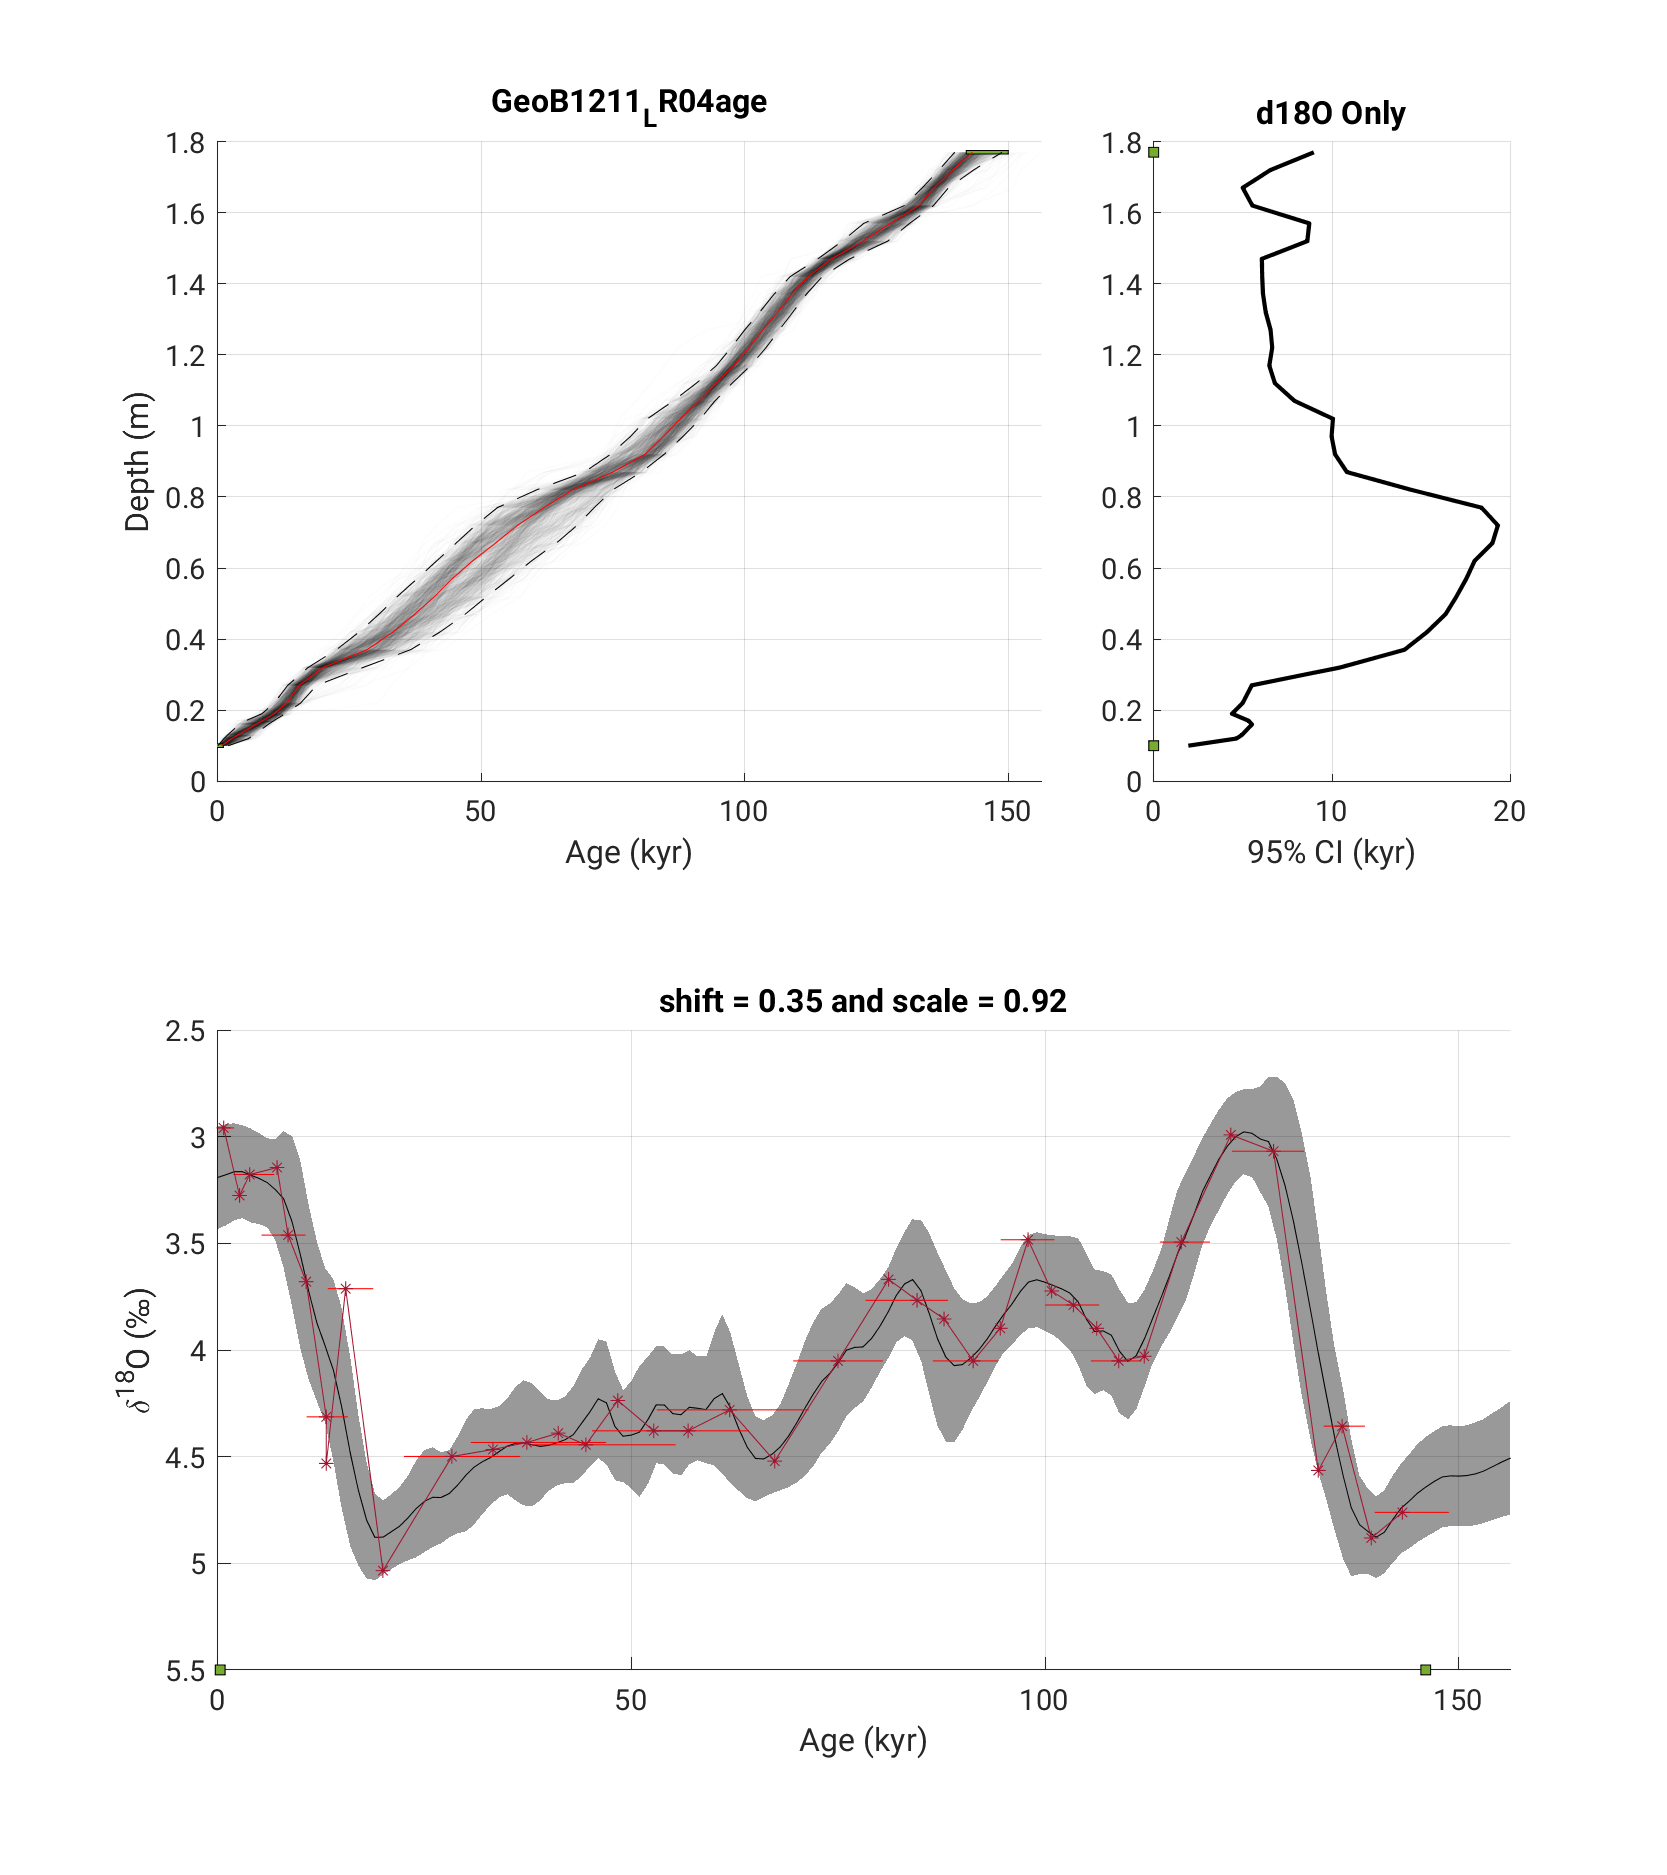 GeoB1211LR04age
d18O Only
1.8
1.6
1.4
1.2
1
0.8
0.6
0.4
0.2
0
Depth (m)
0 50 100 150
Age (kyr)
1.8
1.6
1.4
1.2
1
0.8
0.6
0.4
0.2
0
0 10 20
95% CI (kyr)
shift = 0.35 and scale = 0.92
2.5
3
3.5
4
4.5
5
5.5
δ18O (‰)
0 50 100 150
Age (kyr)